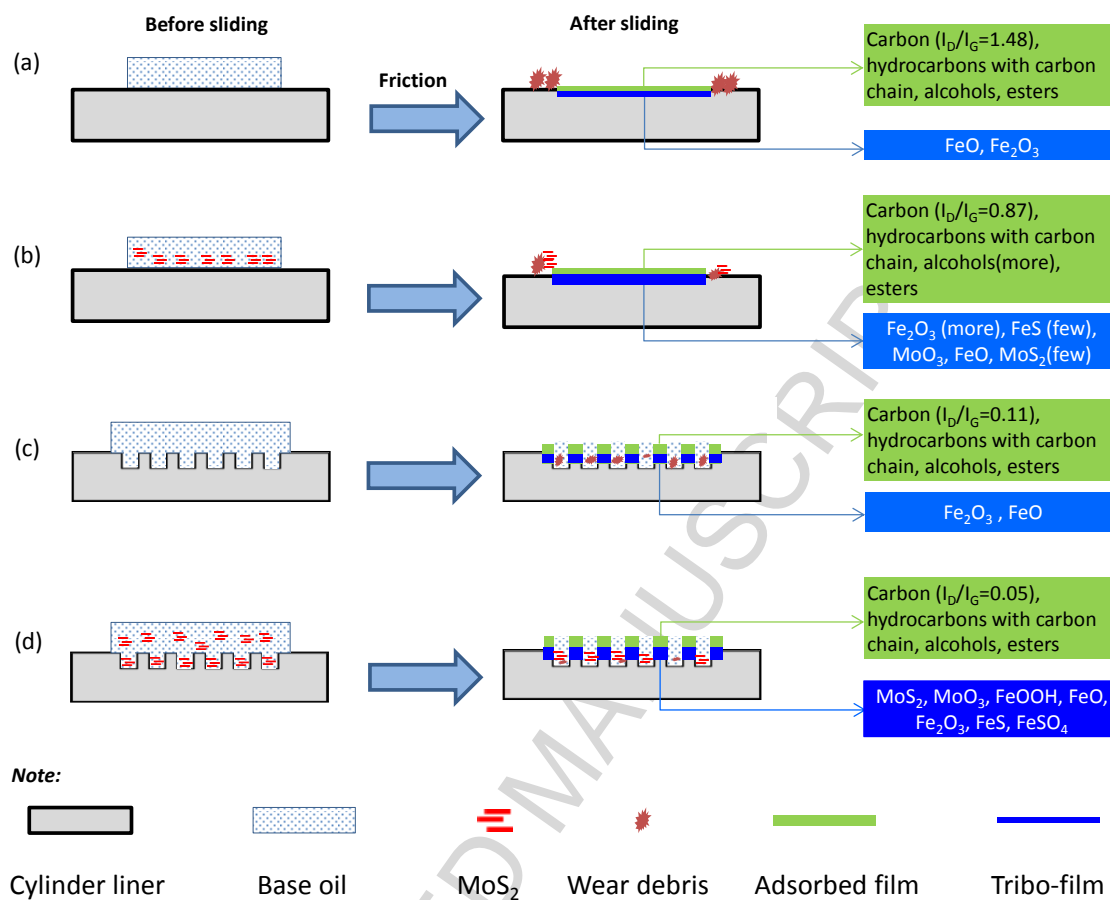 Before sliding
After sliding
(a)
Friction
Carbon (I_D/I_G=1.48),
hydrocarbons with carbon
chain, alcohols, esters
FeO, Fe₂O₃
(b)
Carbon (I_D/I_G=0.87),
hydrocarbons with carbon
chain, alcohols(more),
esters
Fe₂O₃ (more), FeS (few),
MoO₃, FeO, MoS₂(few)
(c)
Carbon (I_D/I_G=0.11),
hydrocarbons with carbon
chain, alcohols, esters
Fe₂O₃ , FeO
(d)
Carbon (I_D/I_G=0.05),
hydrocarbons with carbon
chain, alcohols, esters
MoS₂, MoO₃, FeOOH, FeO,
Fe₂O₃, FeS, FeSO₄
Note:
Cylinder liner
Base oil
MoS₂
Wear debris
Adsorbed film
Tribo-film
ED MANUSCRIP